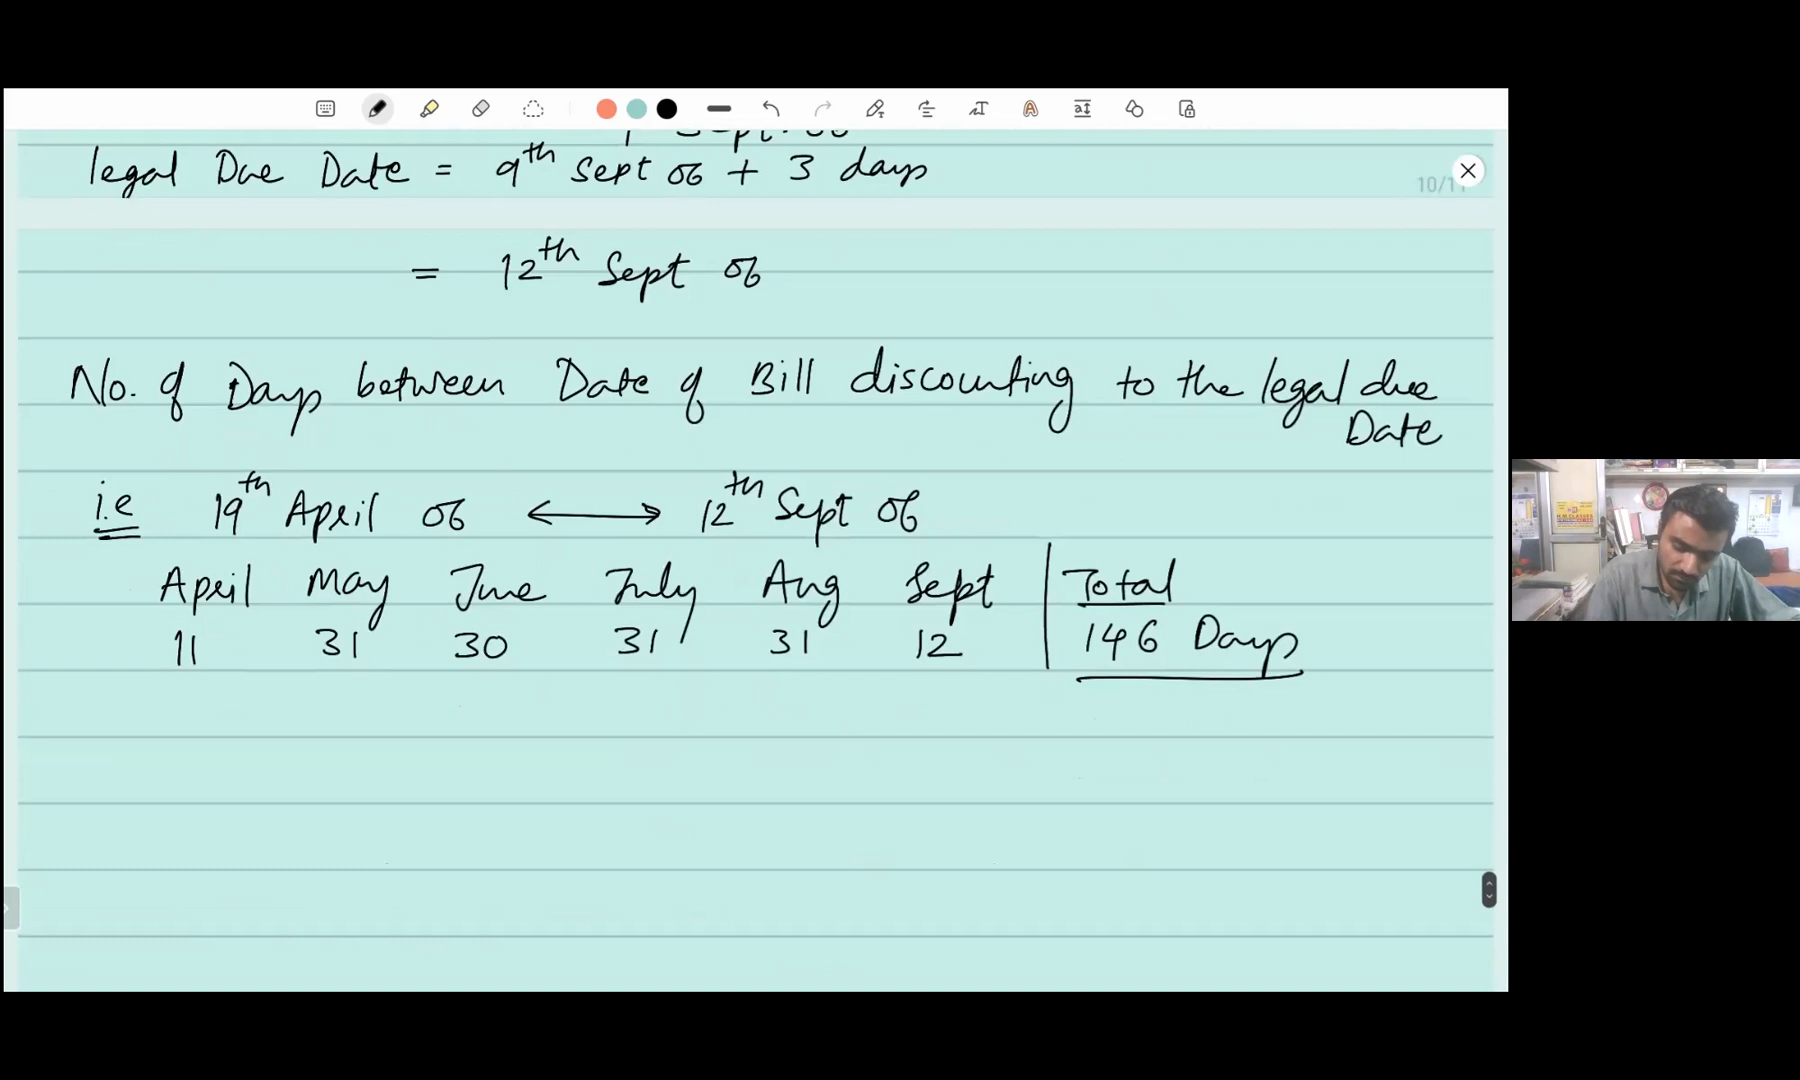 legal Due Date = 9th Sept 06 + 3 days
10/11
= 12th Sept 06
No. of Days between Date of Bill discounting to the legal due
Date
i.e 19th April 06 ⟷ 12th Sept 06
April May June July Aug Sept | Total
11 31 30 31 31 12 | 146 Days